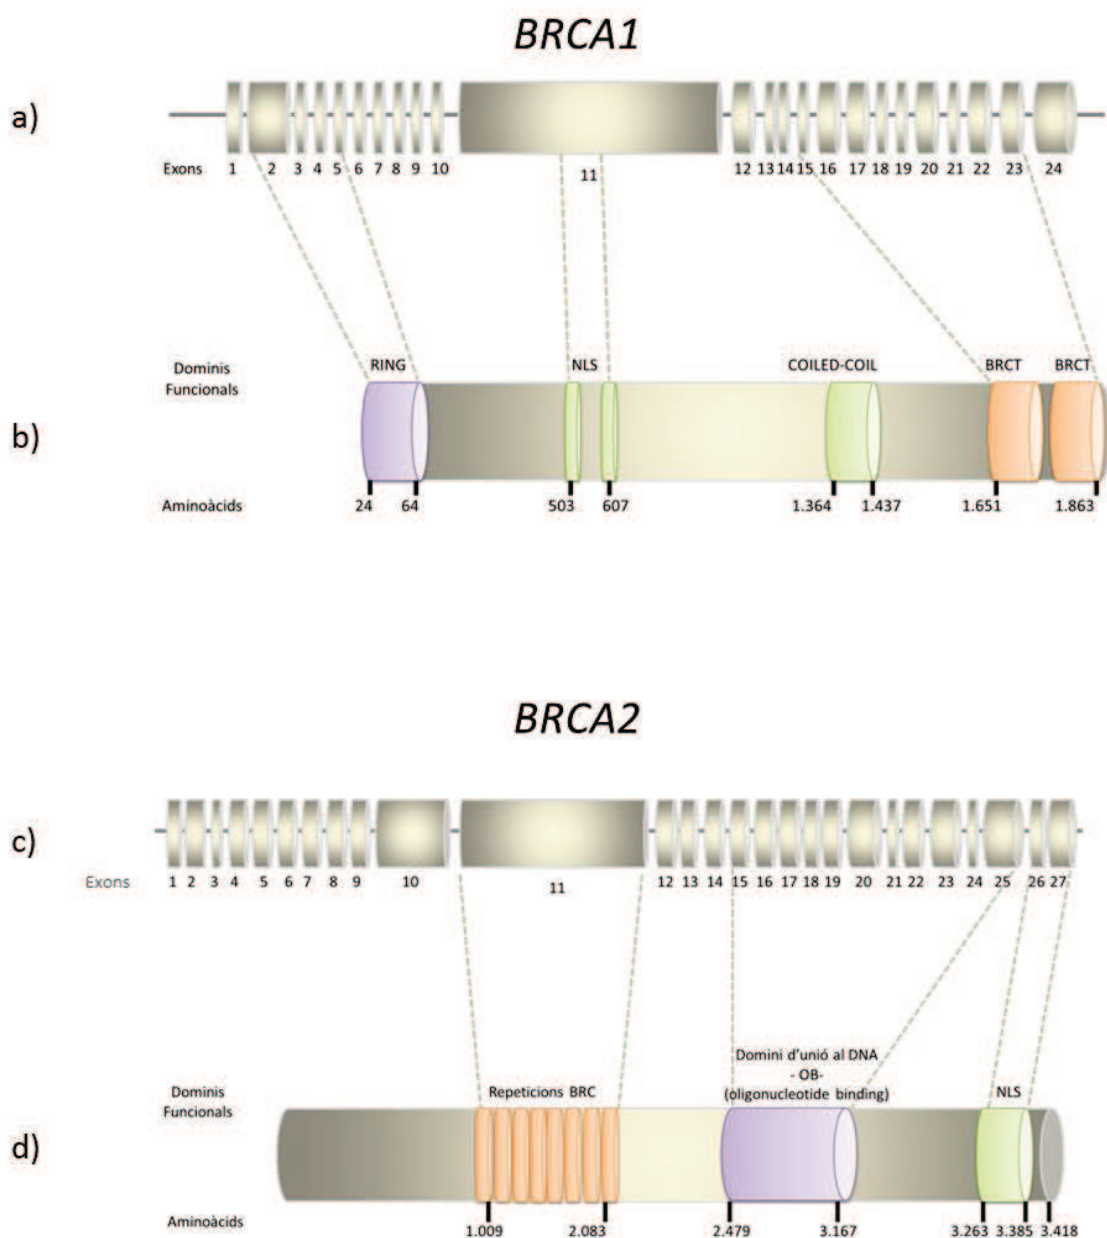 BRCA1
a)
Exons 1 2 3 4 5 6 7 8 9 10 11 12 13 14 15 16 17 18 19 20 21 22 23 24
Dominis
Funcionals
RING NLS COILED-COIL BRCT BRCT
b)
Aminoàcids 24 64 503 607 1.364 1.437 1.651 1.863
BRCA2
c)
Exons 1 2 3 4 5 6 7 8 9 10 11 12 13 14 15 16 17 18 19 20 21 22 23 24 25 26 27
Domini d'unió al DNA
- OB-
(oligonucleotide binding)
Dominis
Funcionals
Repeticions BRC NLS
d)
Aminoàcids 1.009 2.083 2.479 3.167 3.263 3.385 3.418